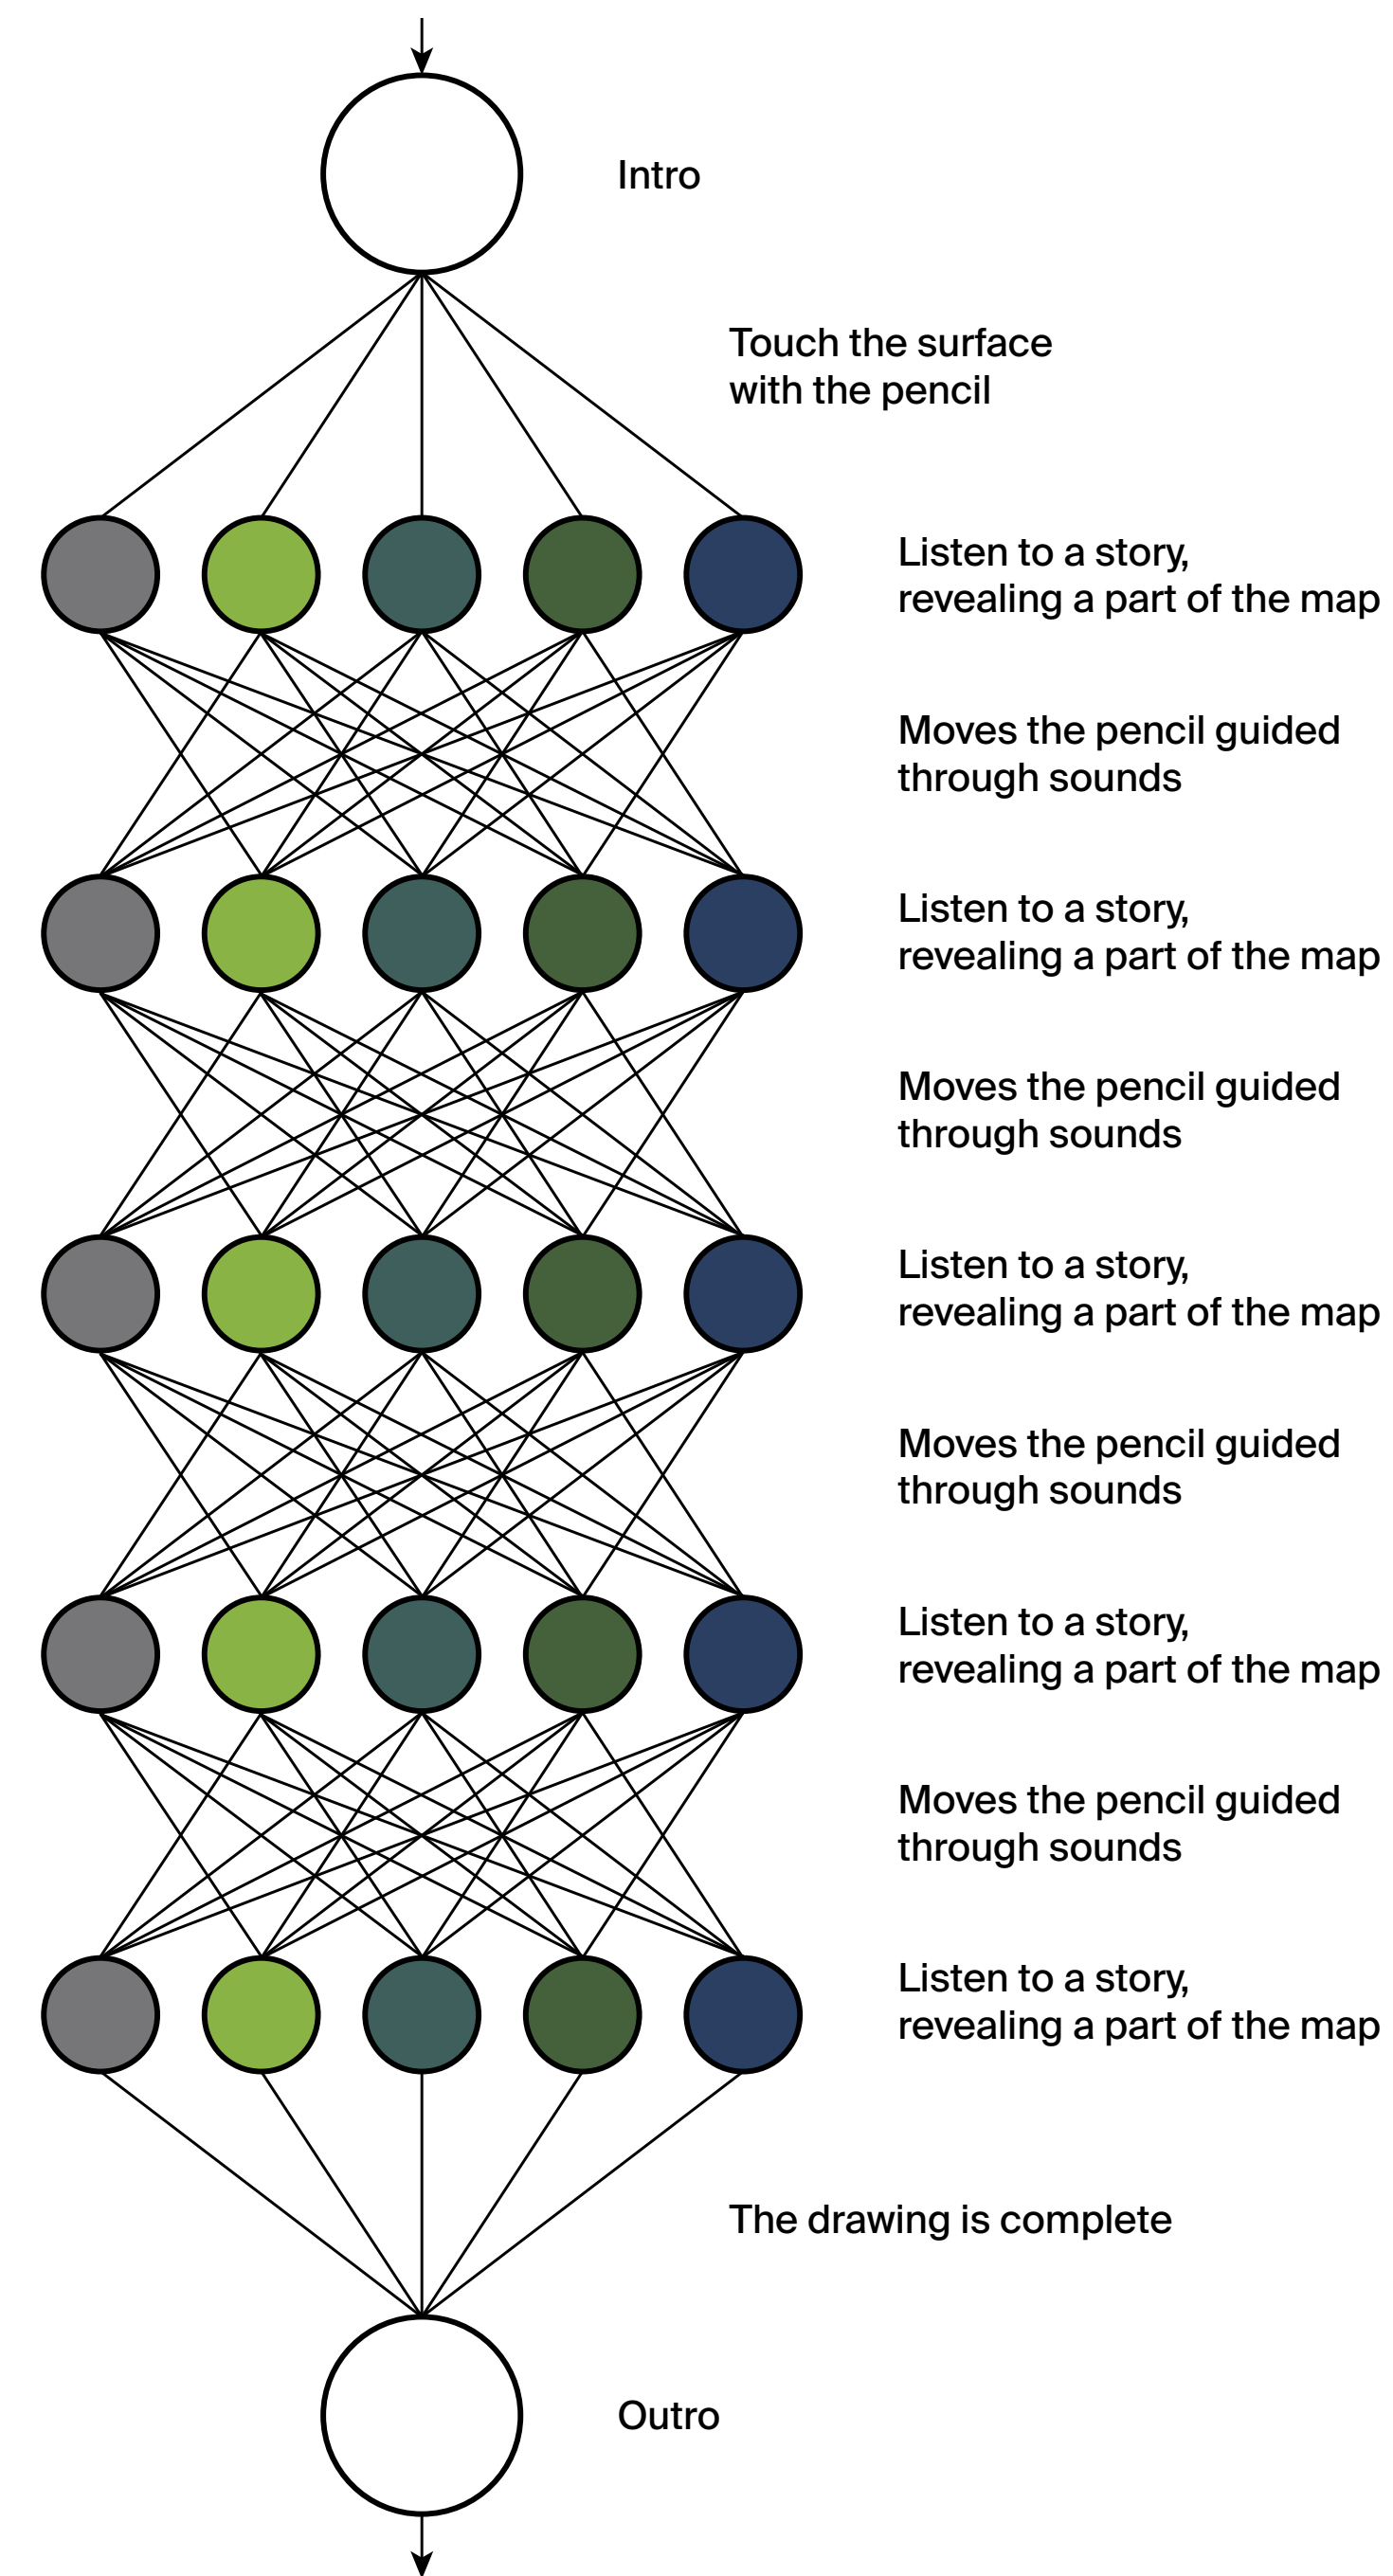 Intro
Touch the surface
with the pencil
Listen to a story,
revealing a part of the map
Moves the pencil guided
through sounds
Listen to a story,
revealing a part of the map
Moves the pencil guided
through sounds
Listen to a story,
revealing a part of the map
Moves the pencil guided
through sounds
Listen to a story,
revealing a part of the map
Moves the pencil guided
through sounds
Listen to a story,
revealing a part of the map
The drawing is complete
Outro